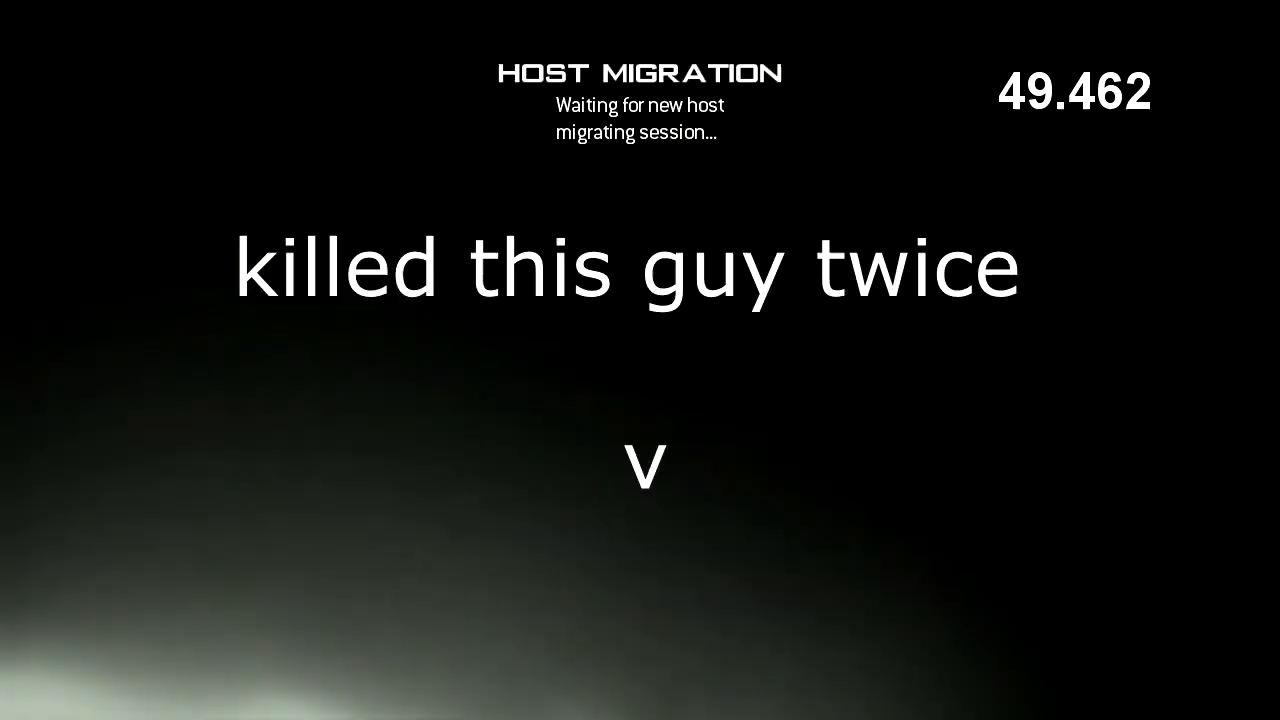 HOST MIGRATION
49.462
Waiting for new host
migrating session...
killed this guy twice
v